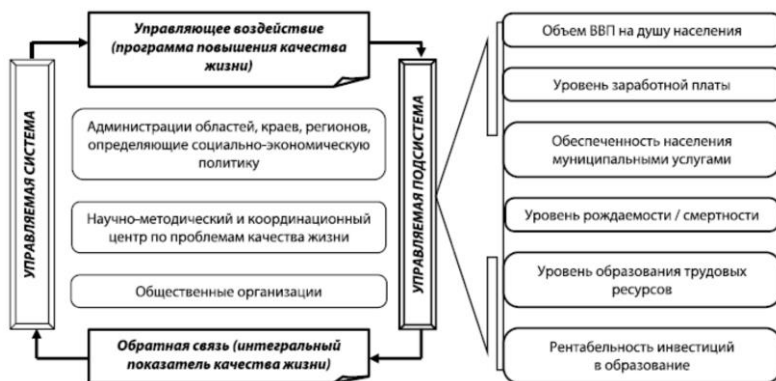 Управляющее воздействие
(программа повышения качества
жизни)
УПРАВЛЯЕМАЯ СИСТЕМА
Администрации областей, краев, регионов,
определяющие социально-экономическую
политику
Научно-методический и координационный
центр по проблемам качества жизни
Общественные организации
Обратная связь (интегральный
показатель качества жизни)
УПРАВЛЯЕМАЯ ПОДСИСТЕМА
Объем ВВП на душу населения
Уровень заработной платы
Обеспеченность населения
муниципальными услугами
Уровень рождаемости / смертности
Уровень образования трудовых
ресурсов
Рентабельность инвестиций
в образование